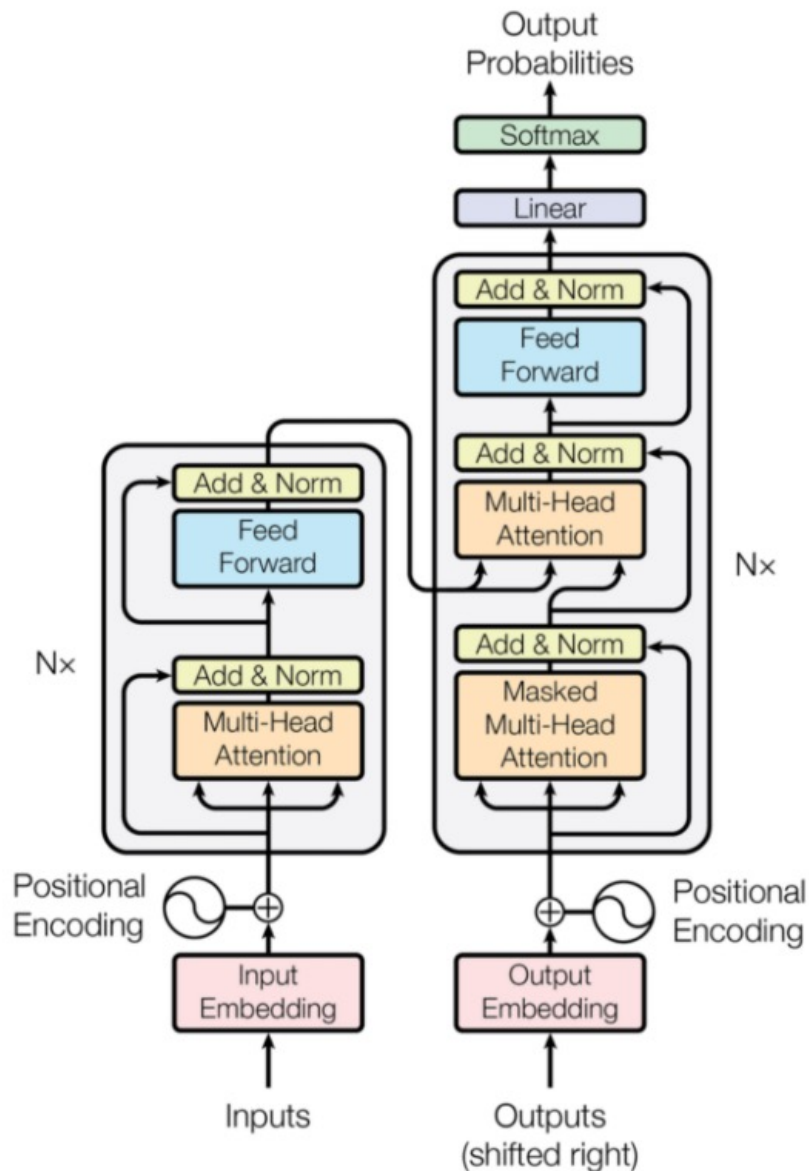 Output
Probabilities
Softmax
Linear
Add & Norm
Feed
Forward
Add & Norm
Multi-Head
Attention
Nx
Add & Norm
Masked
Multi-Head
Attention
Add & Norm
Feed
Forward
Nx
Add & Norm
Multi-Head
Attention
Positional
Encoding
Positional
Encoding
Input
Embedding
Output
Embedding
Inputs
Outputs
(shifted right)